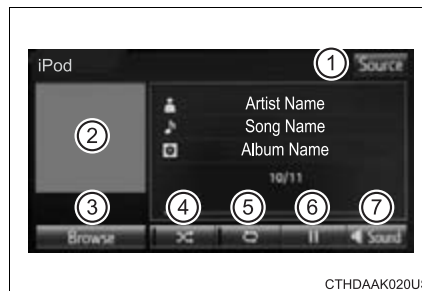 iPod
1 Source
Artist Name
2 Song Name
Album Name
10/11
3 4 5 6 7
Browse Sound
CTHDAAK020US